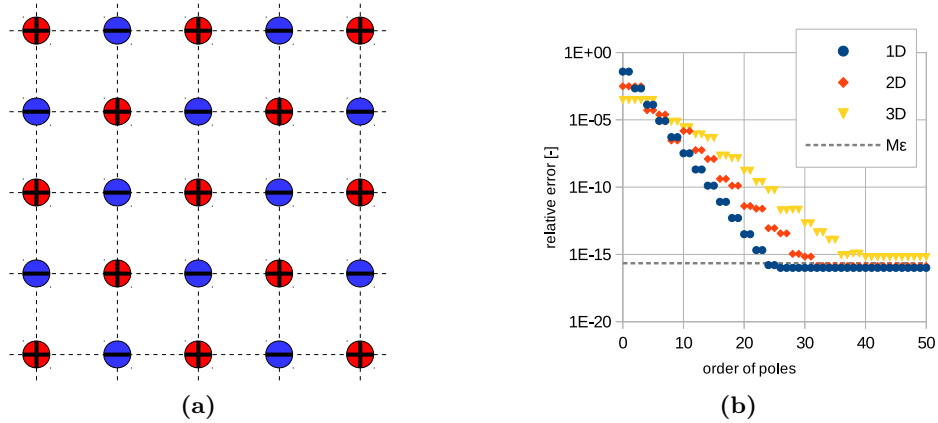 1E+00
1E-05
1E-10
1E-15
1E-20
relative error [-]
0 10 20 30 40 50
order of poles
1D
2D
3D
Mε
(a) (b)